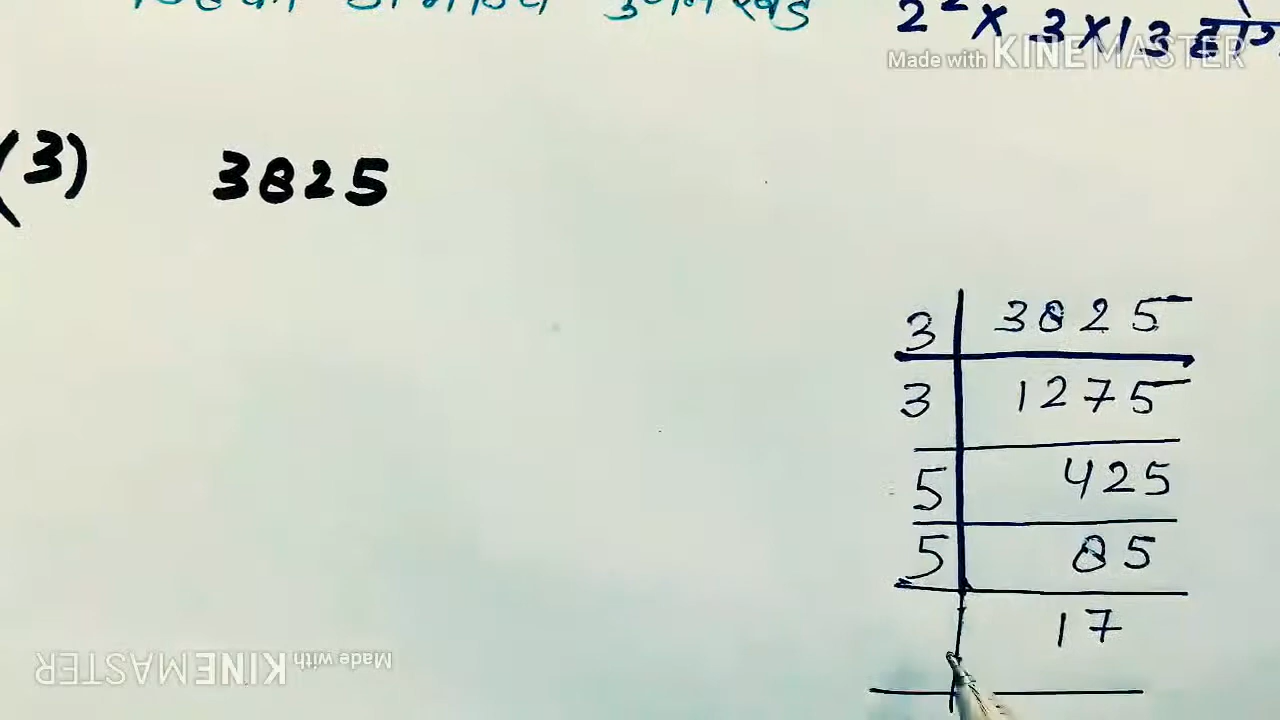 2² × 3 × 13
Made with KINEMASTER
(3) 3825
3 3825
3 1275
5 425
5 85
17
Made with KINEMASTER